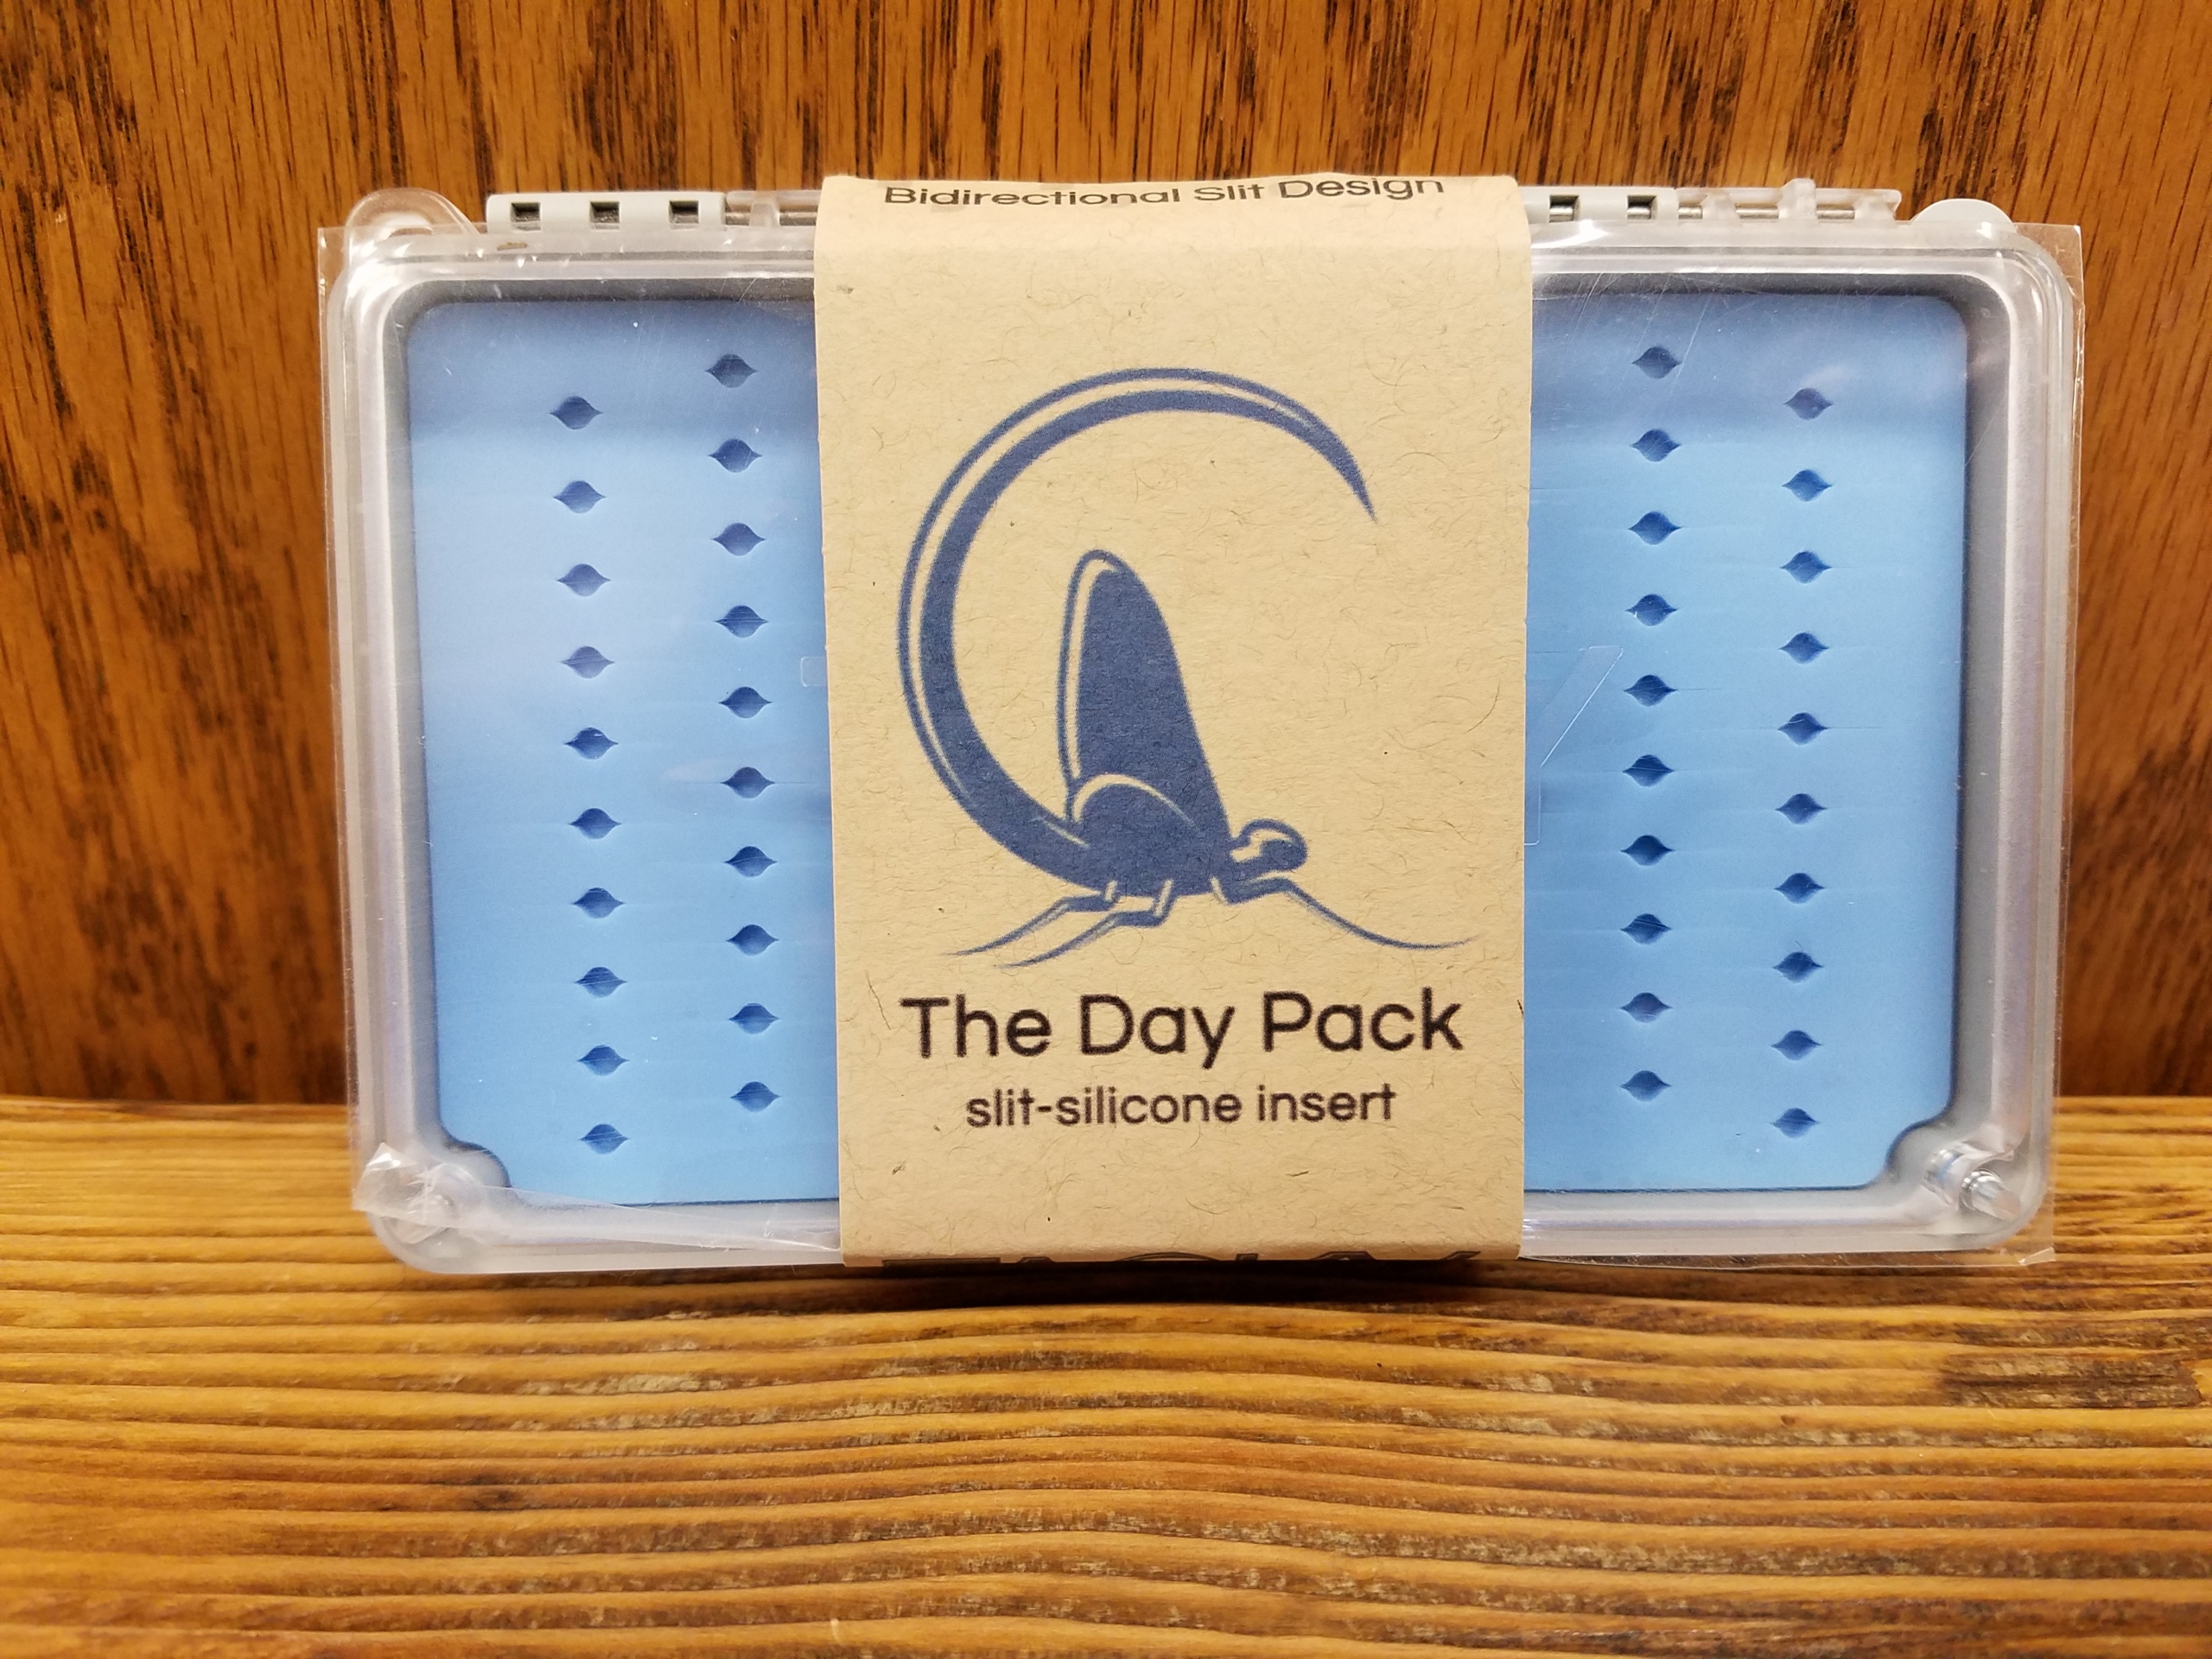 Bidirectional Slit Design
The Day Pack
slit-silicone insert